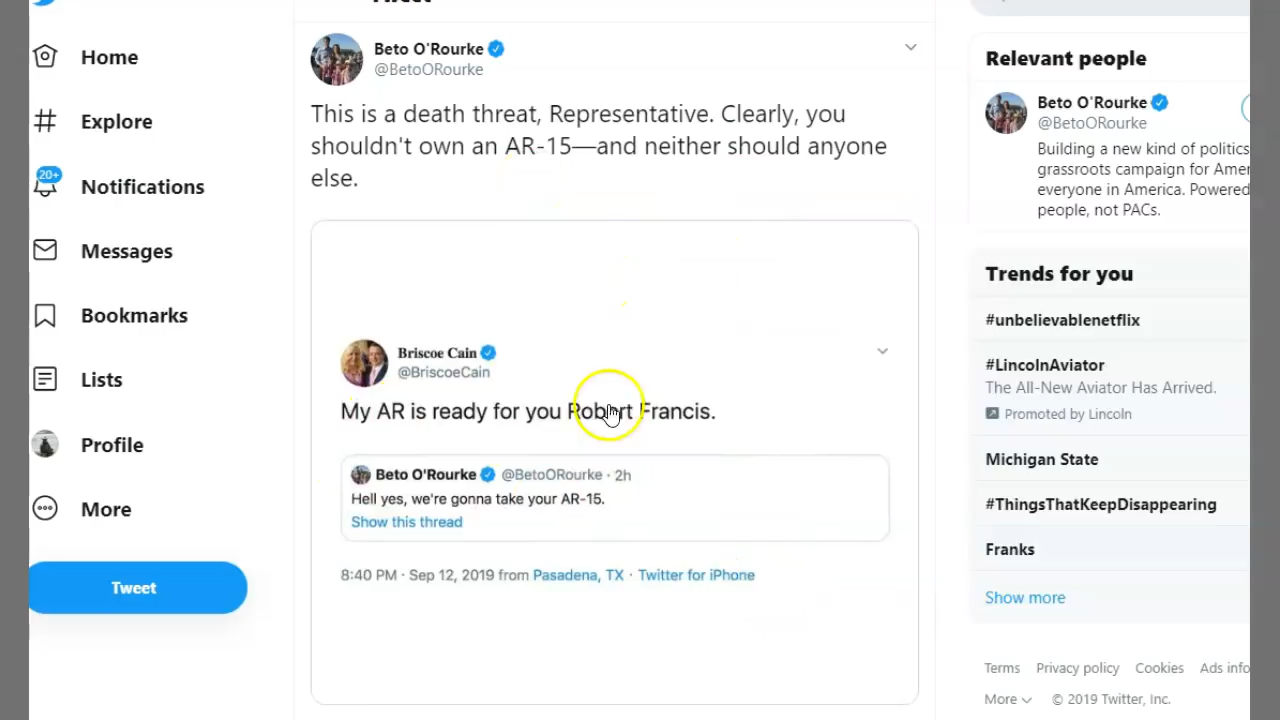 Home
Explore
20+
Notifications
Messages
Bookmarks
Lists
Profile
More
Tweet
Beto O'Rourke
@BetoORourke
This is a death threat, Representative. Clearly, you
shouldn't own an AR-15—and neither should anyone
else.
Briscoe Cain
@BriscoeCain
My AR is ready for you Robert Francis.
Beto O'Rourke @BetoORourke · 2h
Hell yes, we're gonna take your AR-15.
Show this thread
8:40 PM · Sep 12, 2019 from Pasadena, TX · Twitter for iPhone
Relevant people
Beto O'Rourke
@BetoORourke
Building a new kind of politics
grassroots campaign for
everyone in America. Powered
people, not PACs.
Trends for you
#unbelievablenetflix
#LincolnAviator
The All-New Aviator Has Arrived.
Promoted by Lincoln
Michigan State
#ThingsThatKeepDisappearing
Franks
Show more
Terms Privacy policy Cookies Ads info
More © 2019 Twitter, Inc.